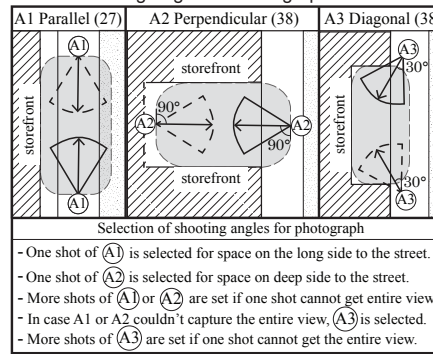 A1 Parallel (27) A2 Perpendicular (38) A3 Diagonal (38
A1 storefront A3
30°
storefront 90° storefront
A2 A2
90°
storefront 30°
A1 A3
Selection of shooting angles for photograph
- One shot of A1 is selected for space on the long side to the street.
- One shot of A2 is selected for space on deep side to the street.
- More shots of A1 or A2 are set if one shot cannot get entire view
- In case A1 or A2 couldn't capture the entire view, A3 is selected.
- More shots of A3 are set if one shot cannot get the entire view.